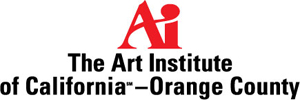 Ai
The Art Institute
of California℠–Orange County